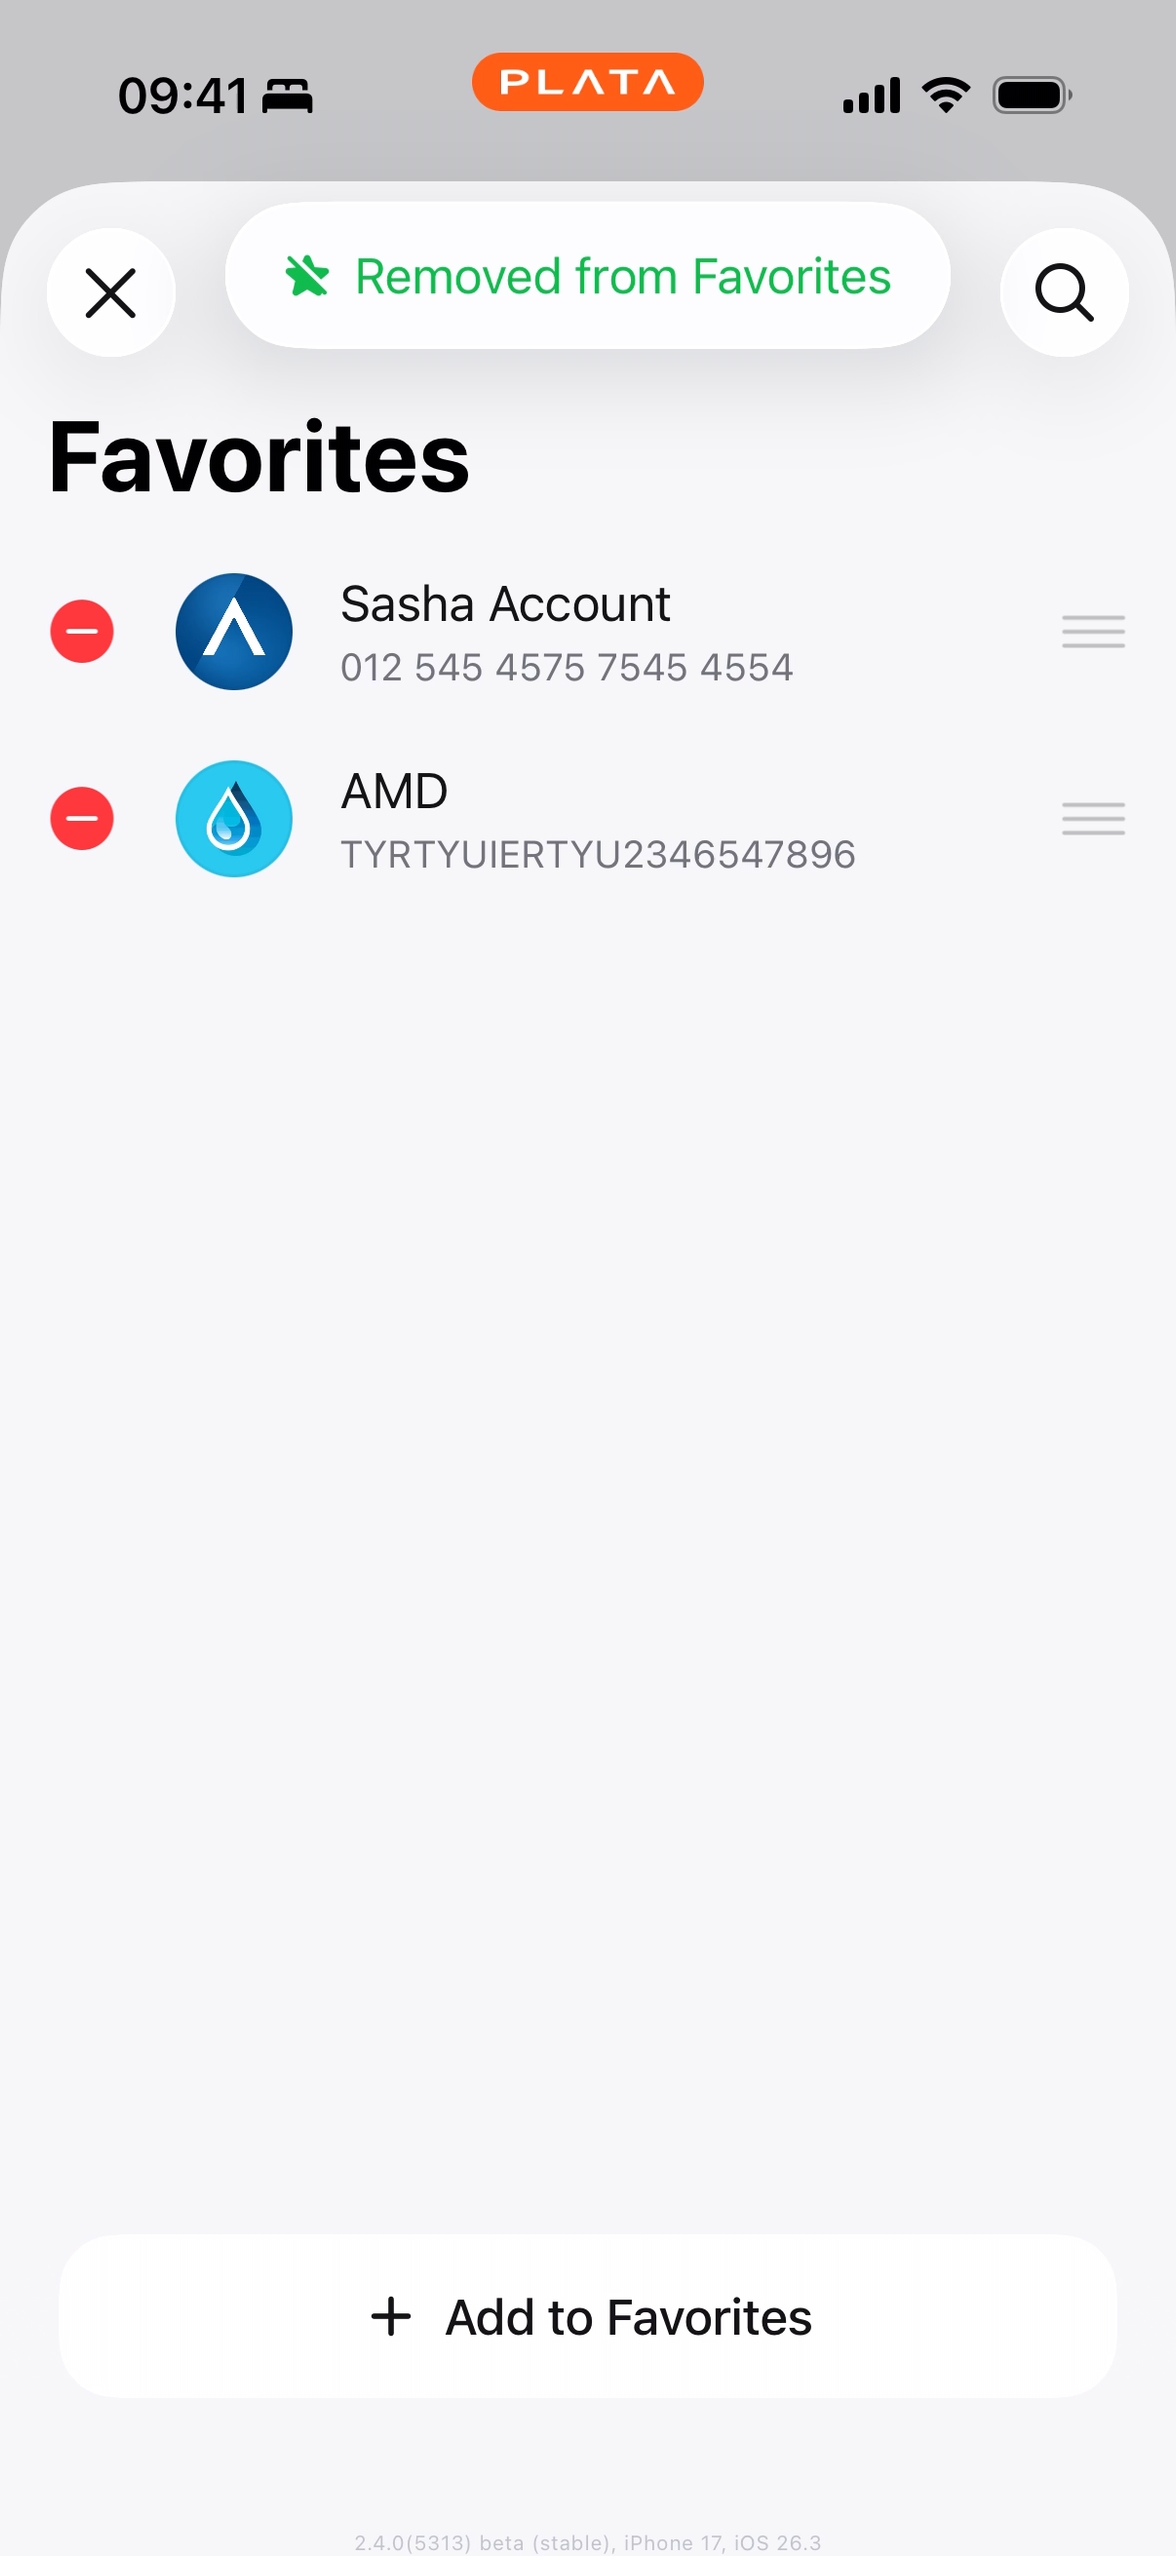 09:41
PLATA
Removed from Favorites
Favorites
Sasha Account
012 545 4575 7545 4554
AMD
TYRTYUIERTYU2346547896
Add to Favorites
2.4.0(5313) beta (stable), iPhone 17, iOS 26.3